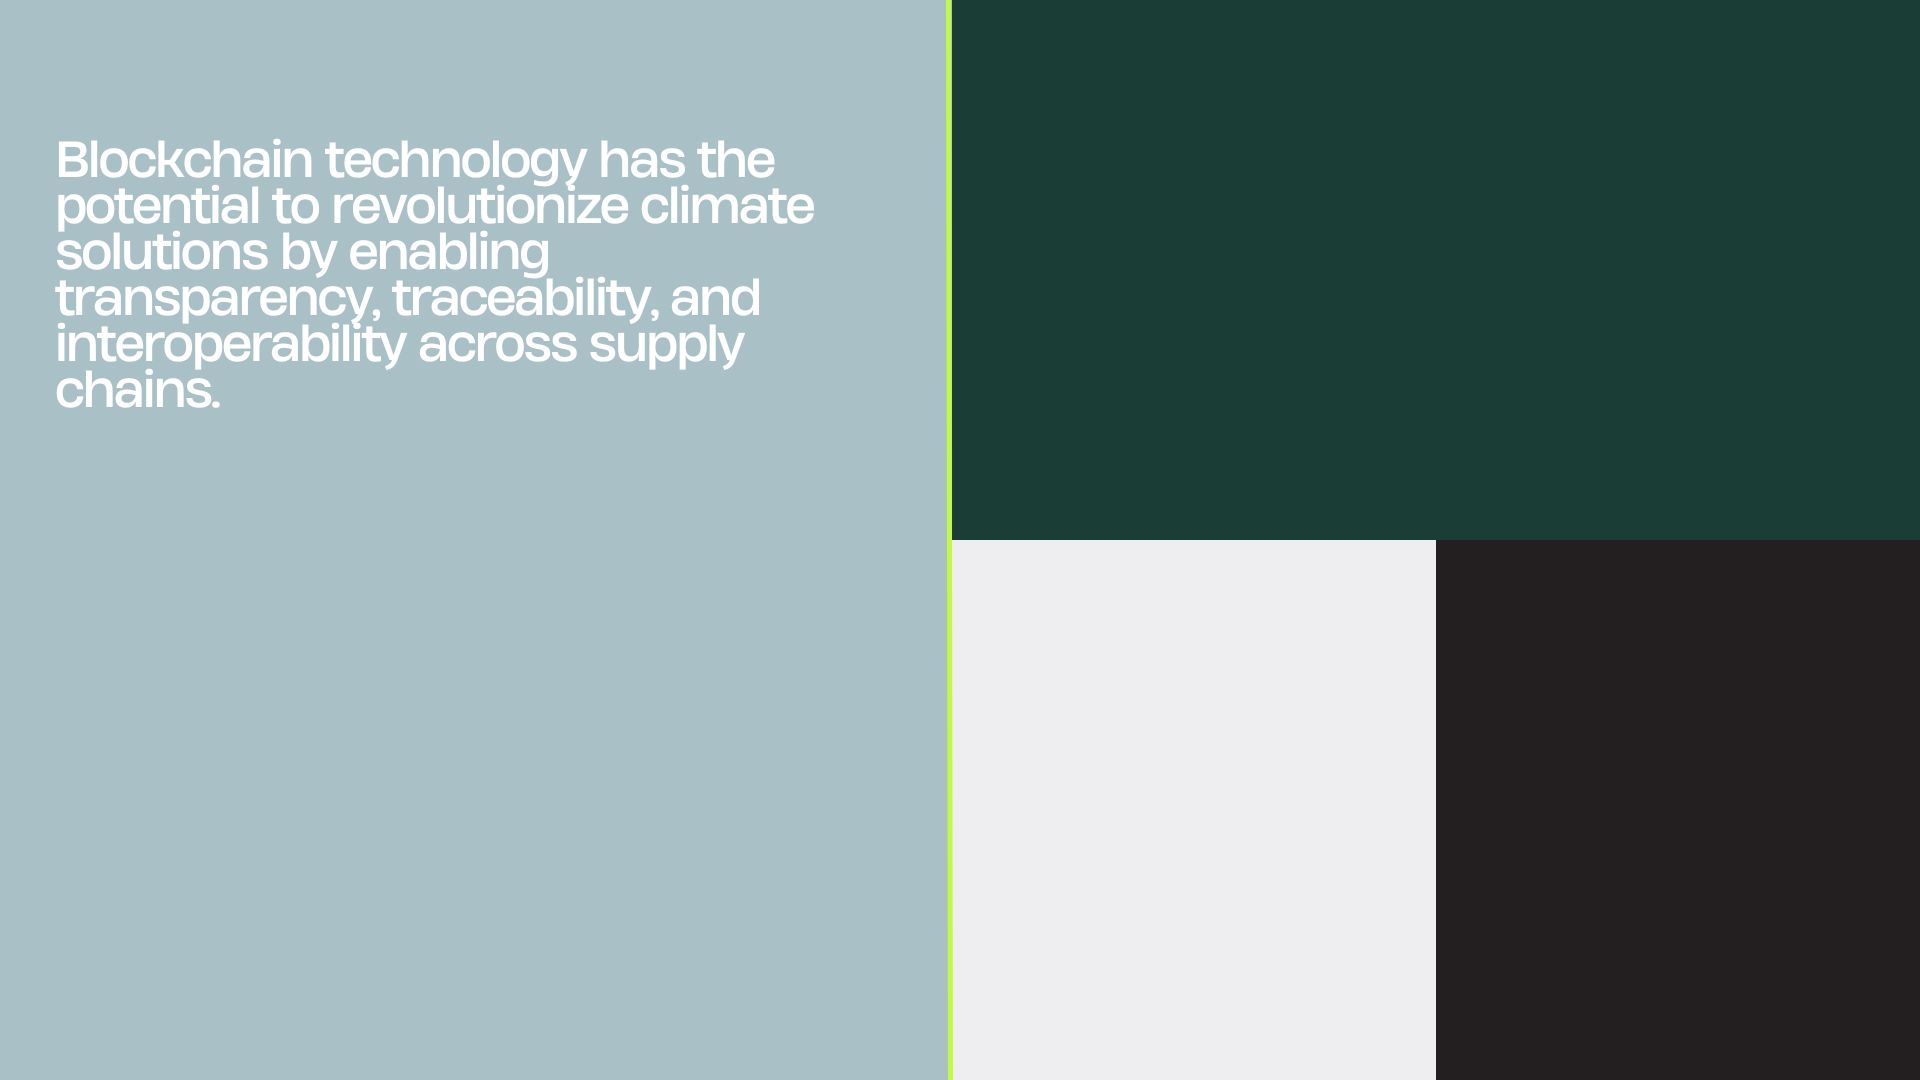 Blockchain technology has the
potential to revolutionize climate
solutions by enabling
transparency, traceability, and
interoperability across supply
chains.